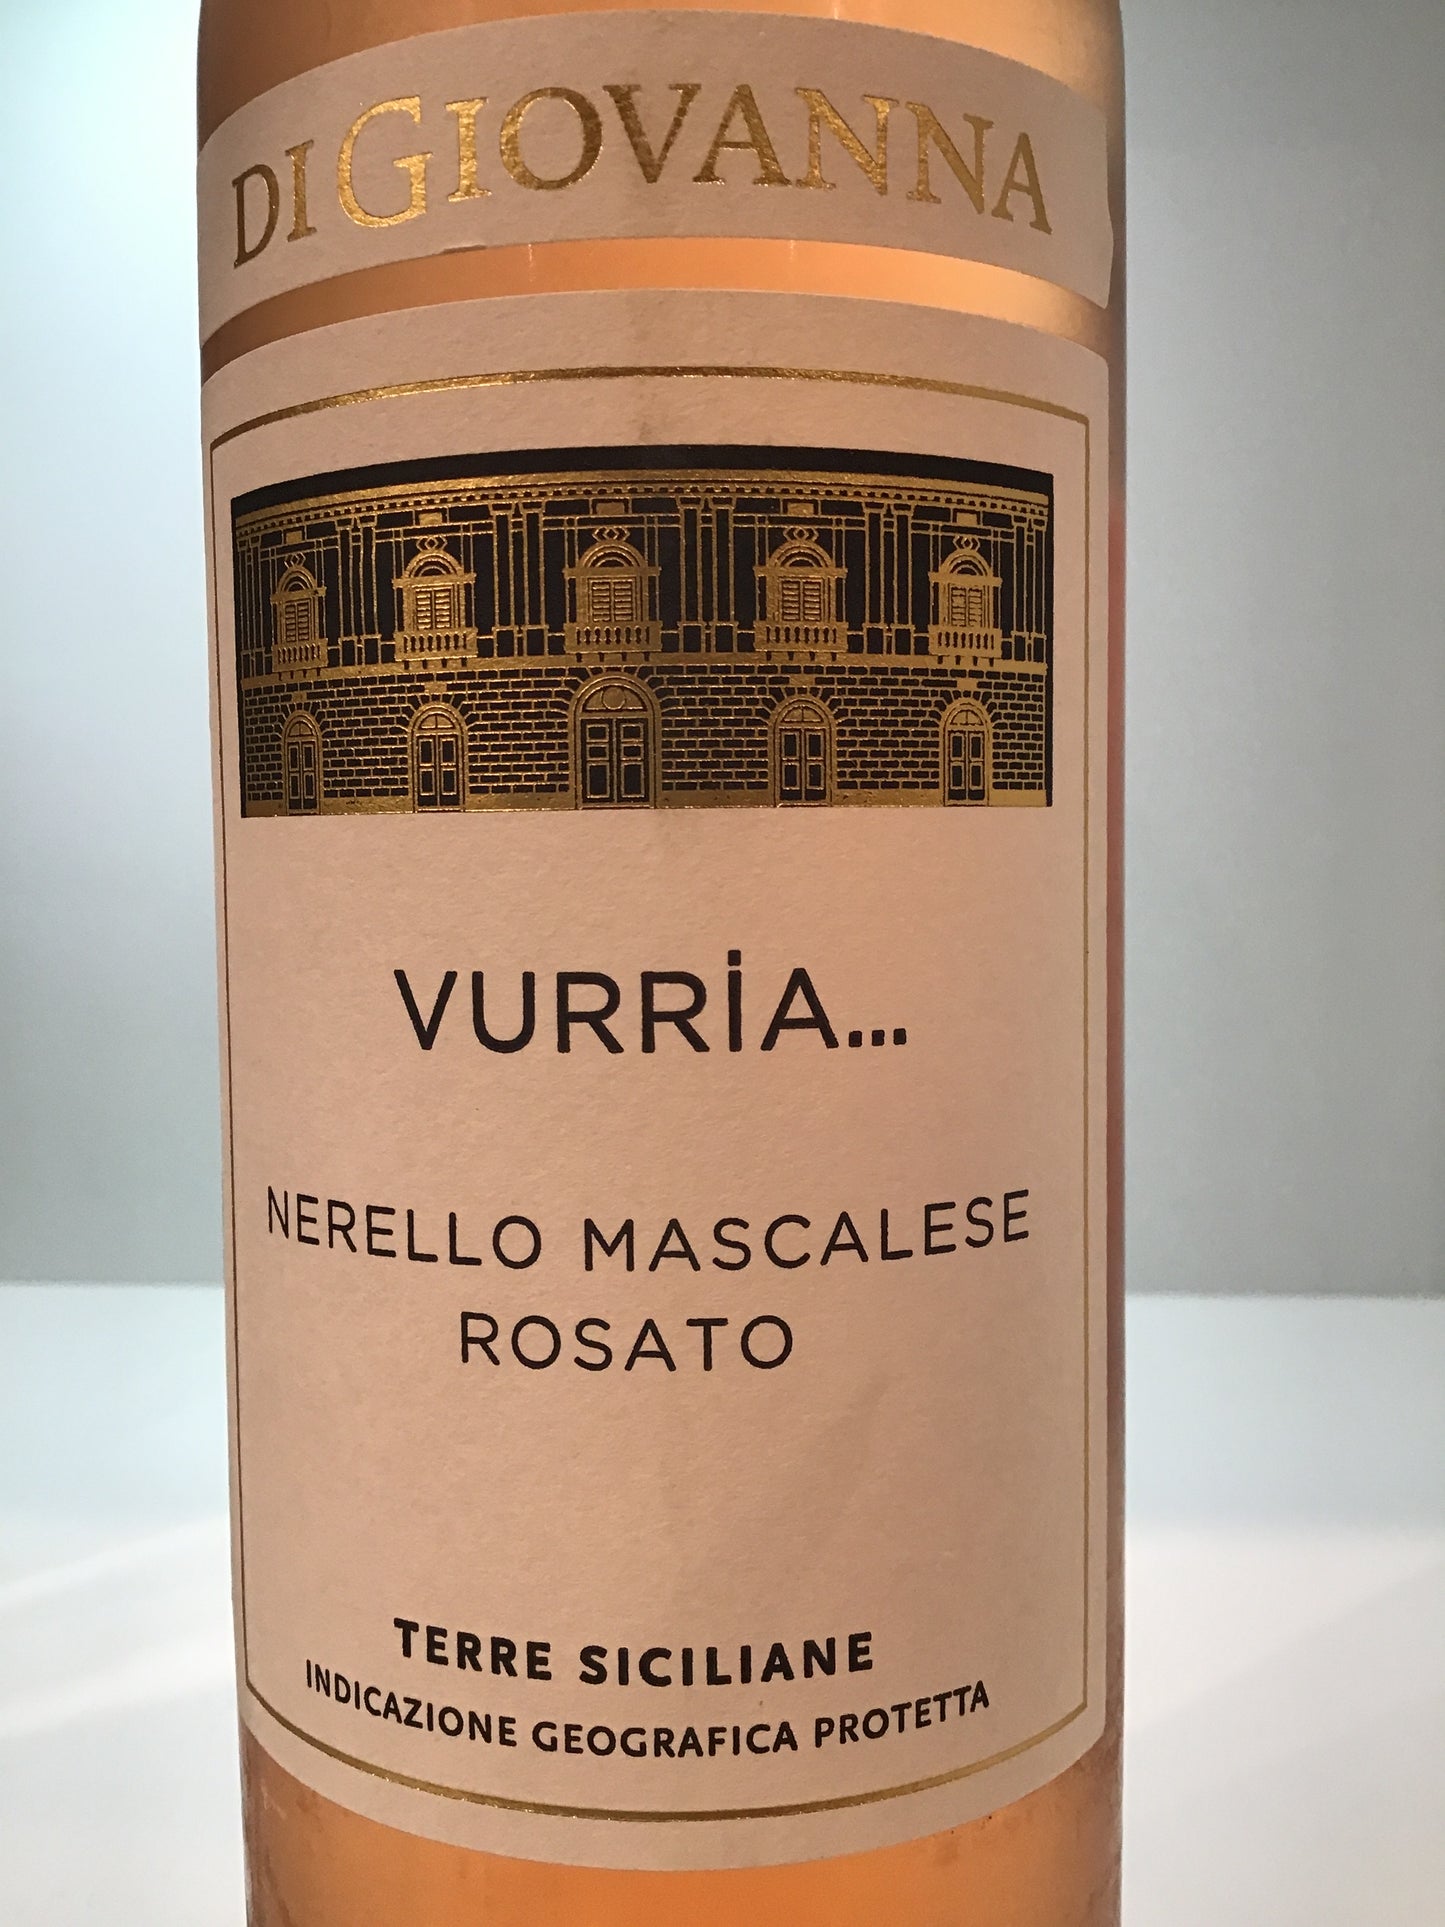 DI GIOVANNA
VURRİA...
NERELLO MASCALESE
ROSATO
TERRE SICILIANE
INDICAZIONE GEOGRAFICA PROTETTA